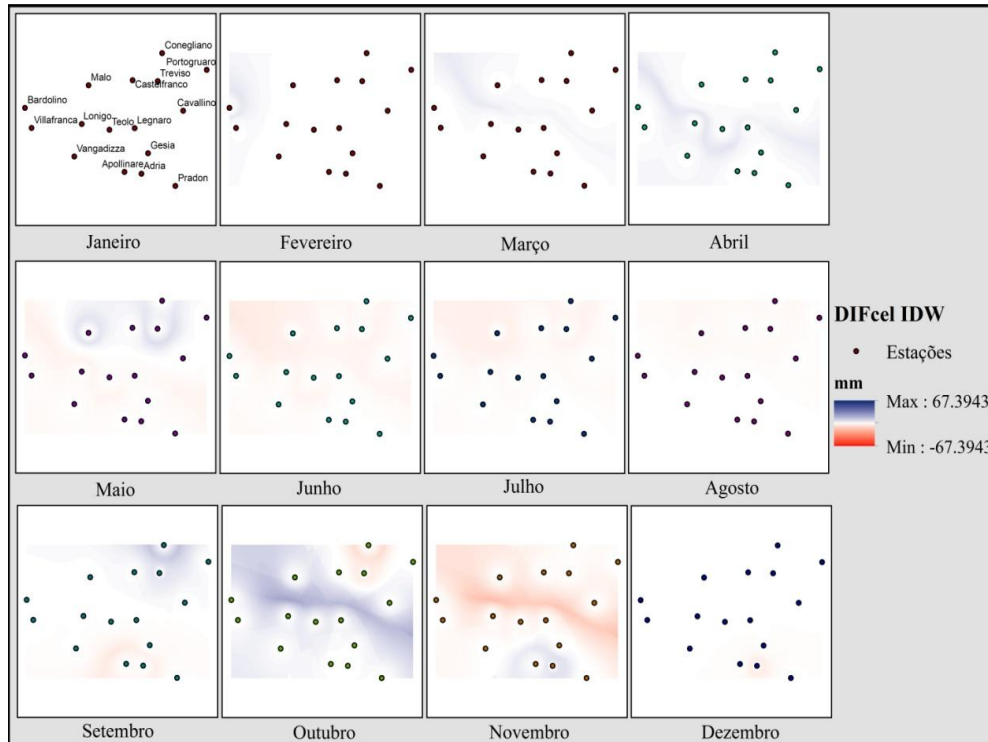 Conegliano
Portogruaro
Treviso
Malo
Castelfranco
Bardolino
Cavallino
Villafranca
Lonigo
Teolo
Legnaro
Vangadizza
Gesia
Apollinare
Adria
Pradon
Janeiro
Fevereiro
Março
Abril
DIFcel IDW
Estações
mm
Max : 67.3943
Min : -67.3943
Maio
Junho
Julho
Agosto
Setembro
Outubro
Novembro
Dezembro